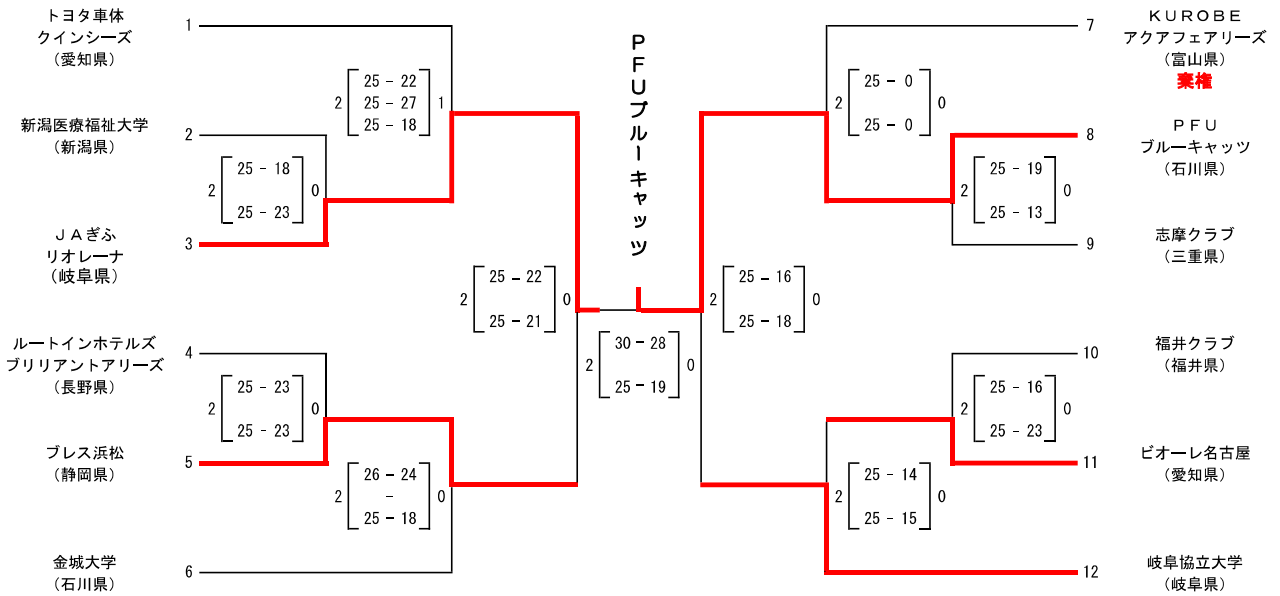 トヨタ車体
クインシーズ
（愛知県）
1
新潟医療福祉大学
（新潟県）
2
ＪＡぎふ
リオレーナ
（岐阜県）
3
ルートインホテルズ
ブリリアントアリーズ
（長野県）
4
ブレス浜松
（静岡県）
5
金城大学
（石川県）
6
2
25 - 22
25 - 27
25 - 18
1
2
25 - 18
25 - 23
0
2
25 - 22
25 - 21
0
2
25 - 23
25 - 23
0
2
26 - 24
-
25 - 18
0
ＰＦＵブルーキャッツ
2
30 - 28
25 - 19
0
2
25 - 0
25 - 0
0
2
25 - 19
25 - 13
0
2
25 - 16
25 - 18
0
2
25 - 16
25 - 23
0
2
25 - 14
25 - 15
0
7
ＫＵＲＯＢＥ
アクアフェアリーズ
（富山県）
棄権
8
ＰＦＵ
ブルーキャッツ
（石川県）
9
志摩クラブ
（三重県）
10
福井クラブ
（福井県）
11
ビオーレ名古屋
（愛知県）
12
岐阜協立大学
（岐阜県）